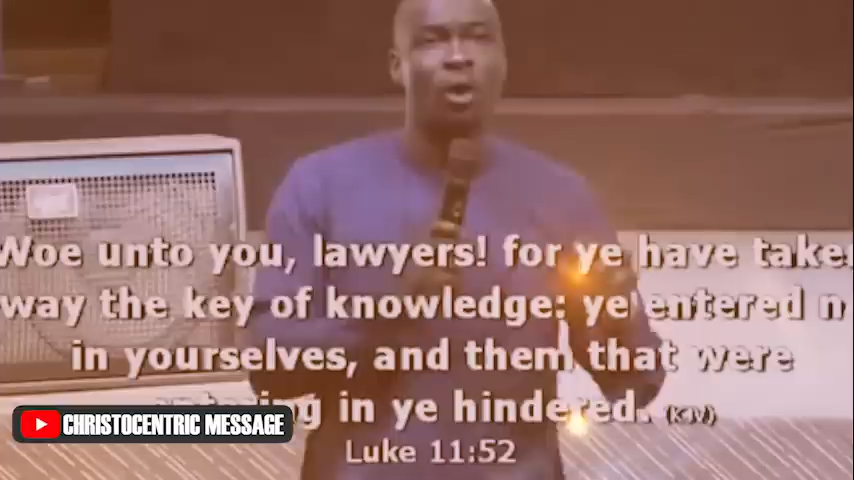 Woe unto you, lawyers! for ye have take
way the key of knowledge: ye entered n
in yourselves, and them that were
in ye hindered. (KJV)
CHRISTOCENTRIC MESSAGE
Luke 11:52